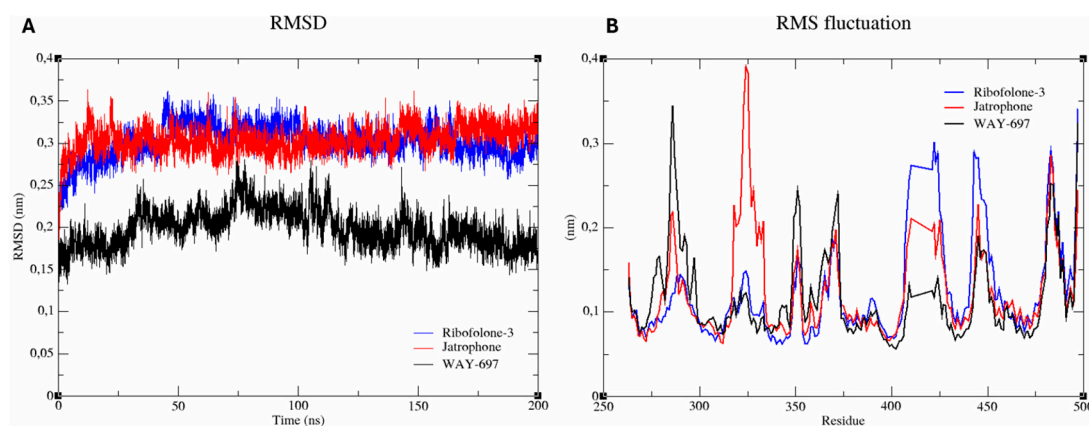 A
RMSD
0,4
0,35
0,3
0,25
0,2
0,15
0,1
0,05
0
RMSD (nm)
0
50
100
150
200
Time (ns)
Ribofolone-3
Jatrophone
WAY-697
B
RMS fluctuation
0,4
0,3
0,2
0,1
0
(nm)
250
300
350
400
450
500
Residue
Ribofolone-3
Jatrophone
WAY-697